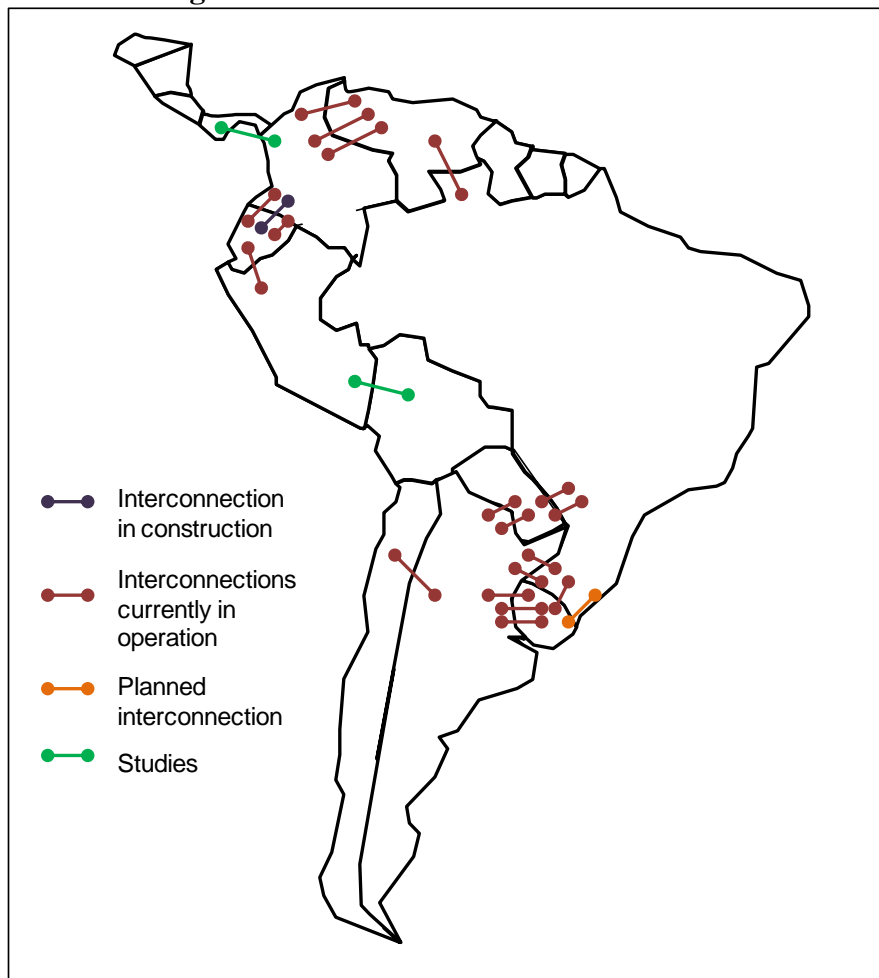 Interconnection
in construction
Interconnections
currently in
operation
Planned
interconnection
Studies